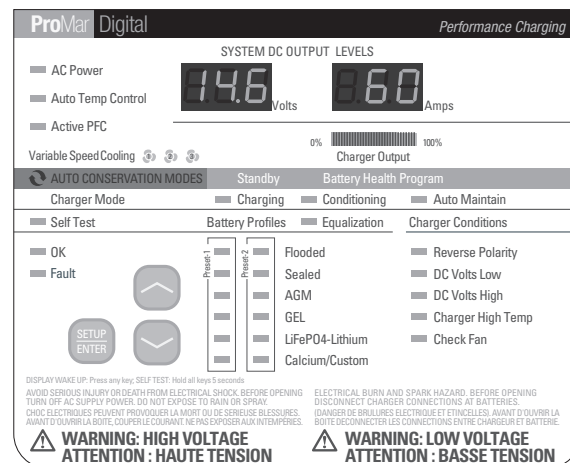 ProMar Digital
Performance Charging
SYSTEM DC OUTPUT LEVELS
AC Power
Auto Temp Control
Active PFC
14.6 Volts
60 Amps
0% 100%
Charger Output
Variable Speed Cooling 1 2 3
AUTO CONSERVATION MODES Standby Battery Health Program
Charger Mode Charging Conditioning Auto Maintain
Self Test Battery Profiles Equalization Charger Conditions
OK
Fault
SETUP
ENTER
Preset-1
Preset-2
Flooded
Sealed
AGM
GEL
LiFePO4-Lithium
Calcium/Custom
Reverse Polarity
DC Volts Low
DC Volts High
Charger High Temp
Check Fan
DISPLAY WAKE UP: Press any key; SELF TEST: Hold all keys 5 seconds
AVOID SERIOUS INJURY OR DEATH FROM ELECTRICAL SHOCK. BEFORE OPENING
TURN OFF AC SUPPLY POWER. DO NOT EXPOSE TO RAIN OR SPRAY.
CHOC ELECTRIQUES PEUVENT PROVOQUER LA MORT OU DE SERIEUSE BLESSURES.
AVANT D'OUVRIR LA BOITE, COUPER LE COURANT. NE PAS EXPOSER AUX INTEMPÉRIES.
WARNING: HIGH VOLTAGE
ATTENTION : HAUTE TENSION
ELECTRICAL BURN AND SPARK HAZARD. BEFORE OPENING
DISCONNECT CHARGER CONNECTIONS AT BATTERIES.
(DANGER DE BRULURES ELECTRIQUE ET ETINCELLES). AVANT D'OUVRIR LA
BOITE DECONNECTER LES CONNECTIONS ENTRE CHARGEUR ET BATTERIE.
WARNING: LOW VOLTAGE
ATTENTION : BASSE TENSION